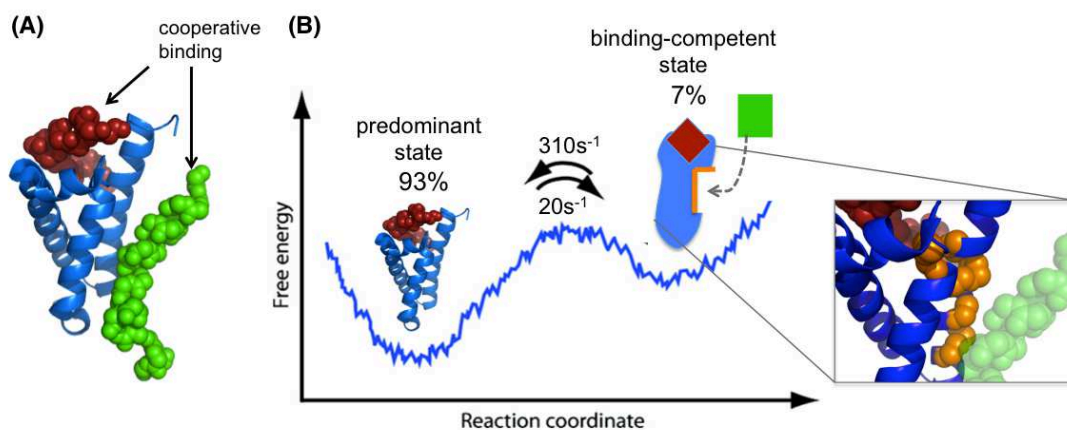 (A)
cooperative
binding
(B)
binding-competent
state
7%
predominant
state
93%
310s⁻¹
20s⁻¹
Free energy
Reaction coordinate